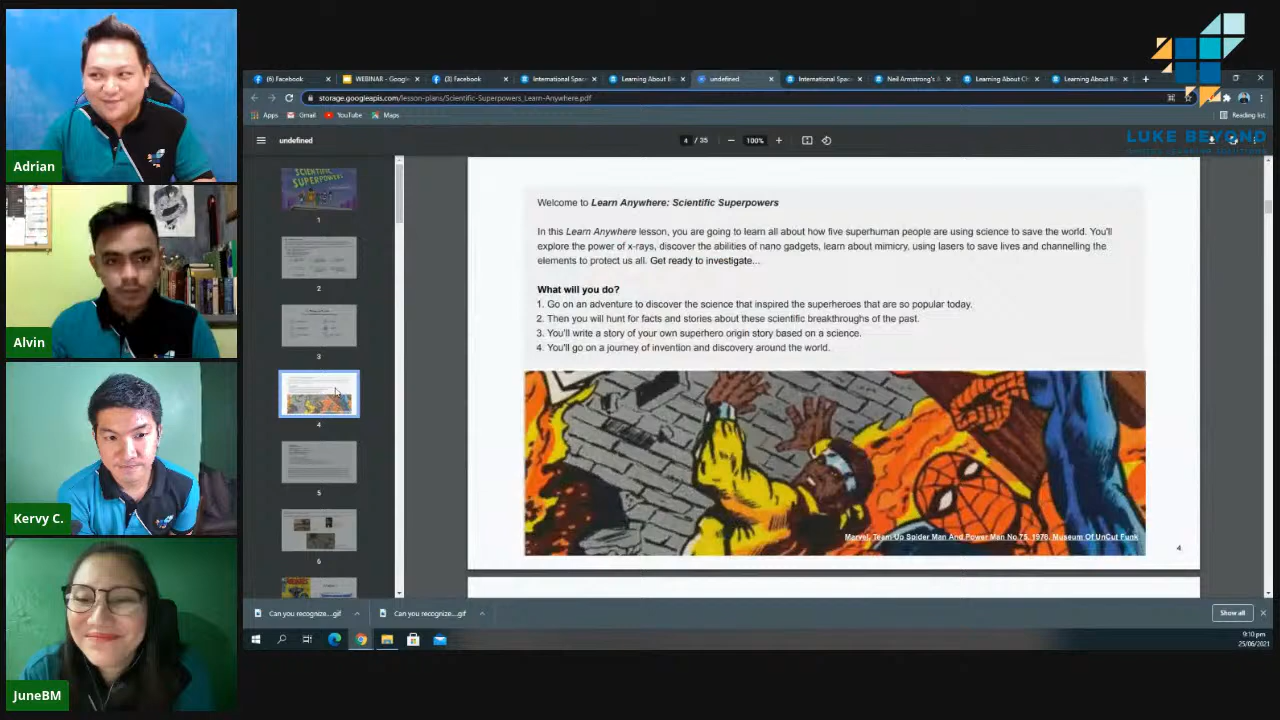 Adrian
Alvin
Kervy C.
JuneBM
LUKE BEYOND
(6) Facebook
WEBINAR - Google
(3) Facebook
International Spac
Learning About B
undefined
International Spac
Neil Armstrong's A
Learning About Ch
Learning About B
storage.googleapis.com/lesson-plans/Scientific-Superpowers_Learn-Anywhere.pdf
Apps
Gmail
YouTube
Maps
Reading list
undefined
4 / 35
100%
SCIENTIFIC
SUPERPOWERS
1
2
3
4
5
6
Welcome to Learn Anywhere: Scientific Superpowers
In this Learn Anywhere lesson, you are going to learn all about how five superhuman people are using science to save the world. You'll
explore the power of x-rays, discover the abilities of nano gadgets, learn about mimicry, using lasers to save lives and channelling the
elements to protect us all. Get ready to investigate...
What will you do?
1. Go on an adventure to discover the science that inspired the superheroes that are so popular today.
2. Then you will hunt for facts and stories about these scientific breakthroughs of the past.
3. You'll write a story of your own superhero origin story based on a science.
4. You'll go on a journey of invention and discovery around the world.
Marvel, Team-Up Spider Man And Power Man No.75, 1978, Museum Of UnCut Funk
4
Can you recognize....gif
Can you recognize....gif
Show all
9:10 pm
25/06/2021